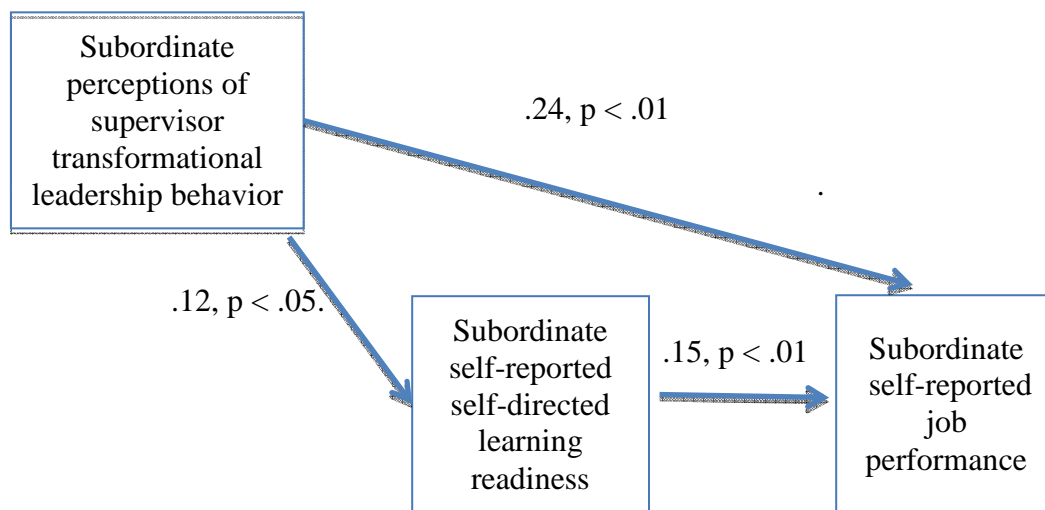 Subordinate
perceptions of
supervisor
transformational
leadership behavior
.24, p < .01
.
.12, p < .05.
Subordinate
self-reported
self-directed
learning
readiness
.15, p < .01
Subordinate
self-reported
job
performance